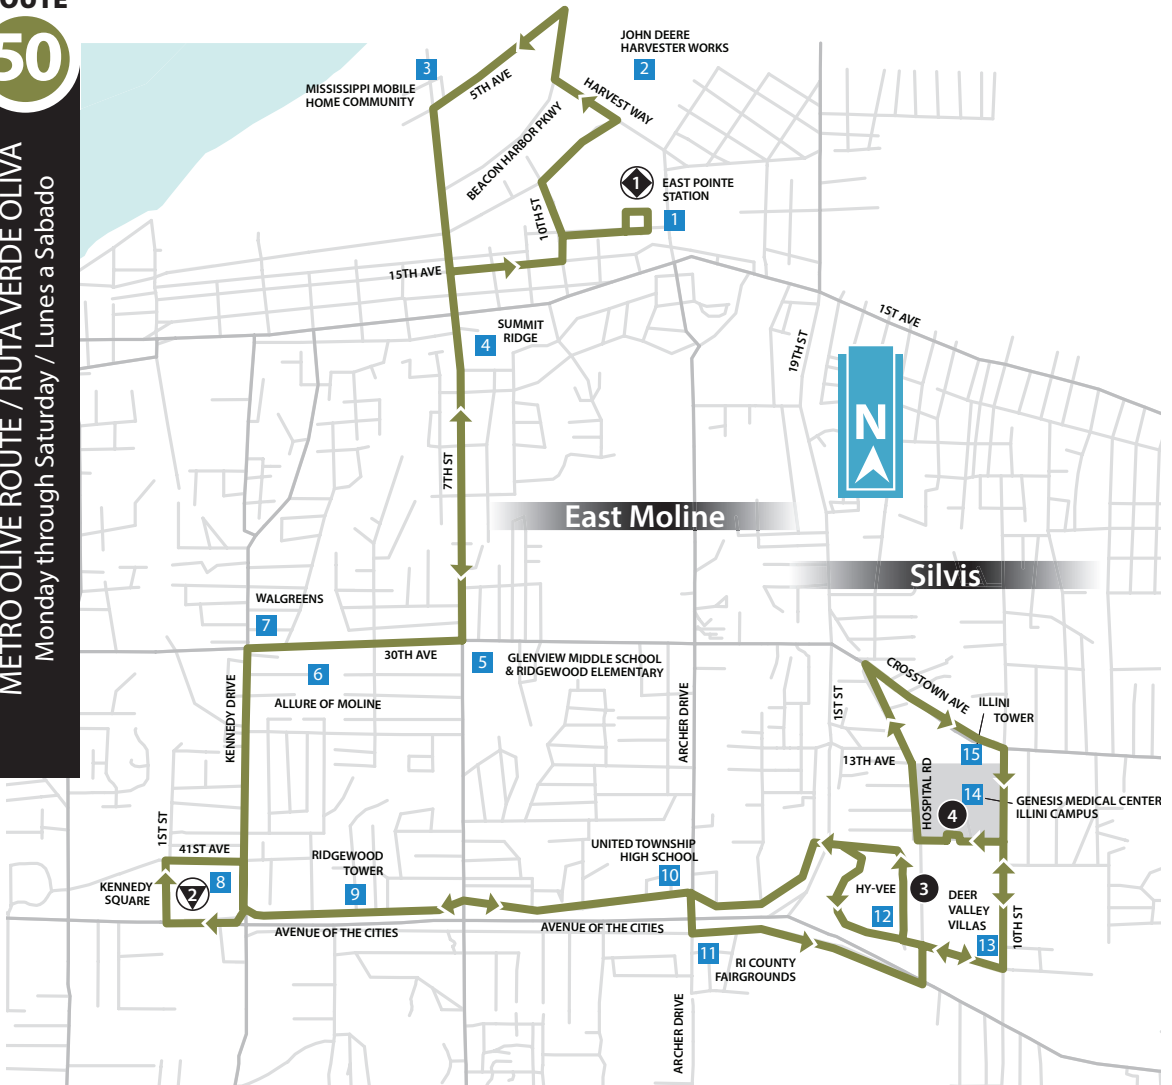 50
METRO OLIVE ROUTE / RUTA VERDE OLIVA
Monday through Saturday / Lunes a Sabado
JOHN DEERE
HARVESTER WORKS
2
3
MISSISSIPPI MOBILE
HOME COMMUNITY
5TH AVE
HARVEST WAY
BEACON HARBOR PKWY
1
EAST POINTE
STATION
1
10TH ST
15TH AVE
SUMMIT
RIDGE
4
1ST AVE
19TH ST
N
7TH ST
East Moline
Silvis
WALGREENS
7
30TH AVE
5
GLENVIEW MIDDLE SCHOOL
& RIDGEWOOD ELEMENTARY
6
ALLURE OF MOLINE
KENNEDY DRIVE
ARCHER DRIVE
1ST ST
CROSSTOWN AVE
ILLINI
TOWER
15
13TH AVE
HOSPITAL RD
14
GENESIS MEDICAL CENTER
ILLINI CAMPUS
4
1ST ST
41ST AVE
KENNEDY
SQUARE
2
8
RIDGEWOOD
TOWER
9
UNITED TOWNSHIP
HIGH SCHOOL
10
HY-VEE
3
12
DEER
VALLEY
VILLAS
13
10TH ST
AVENUE OF THE CITIES
AVENUE OF THE CITIES
11
RI COUNTY
FAIRGROUNDS
ARCHER DRIVE